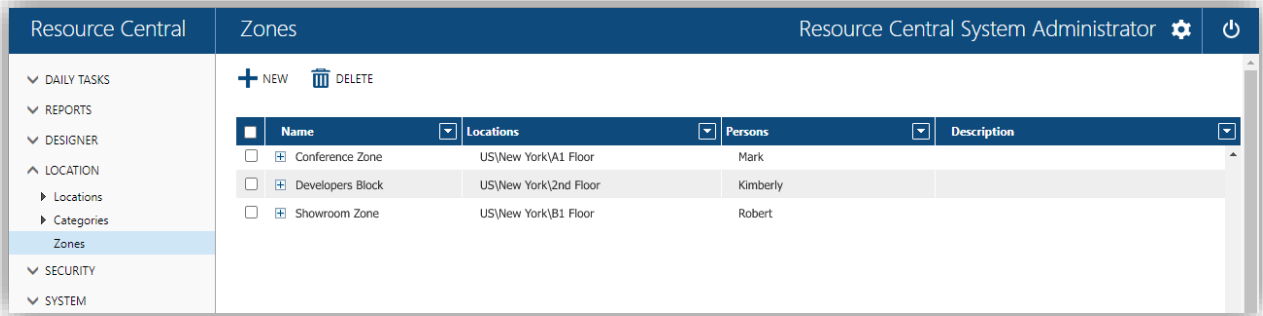 Resource Central
Zones
Resource Central System Administrator
DAILY TASKS
REPORTS
DESIGNER
LOCATION
Locations
Categories
Zones
SECURITY
SYSTEM
NEW DELETE
Name Locations Persons Description
Conference Zone US\New York\A1 Floor Mark
Developers Block US\New York\2nd Floor Kimberly
Showroom Zone US\New York\B1 Floor Robert